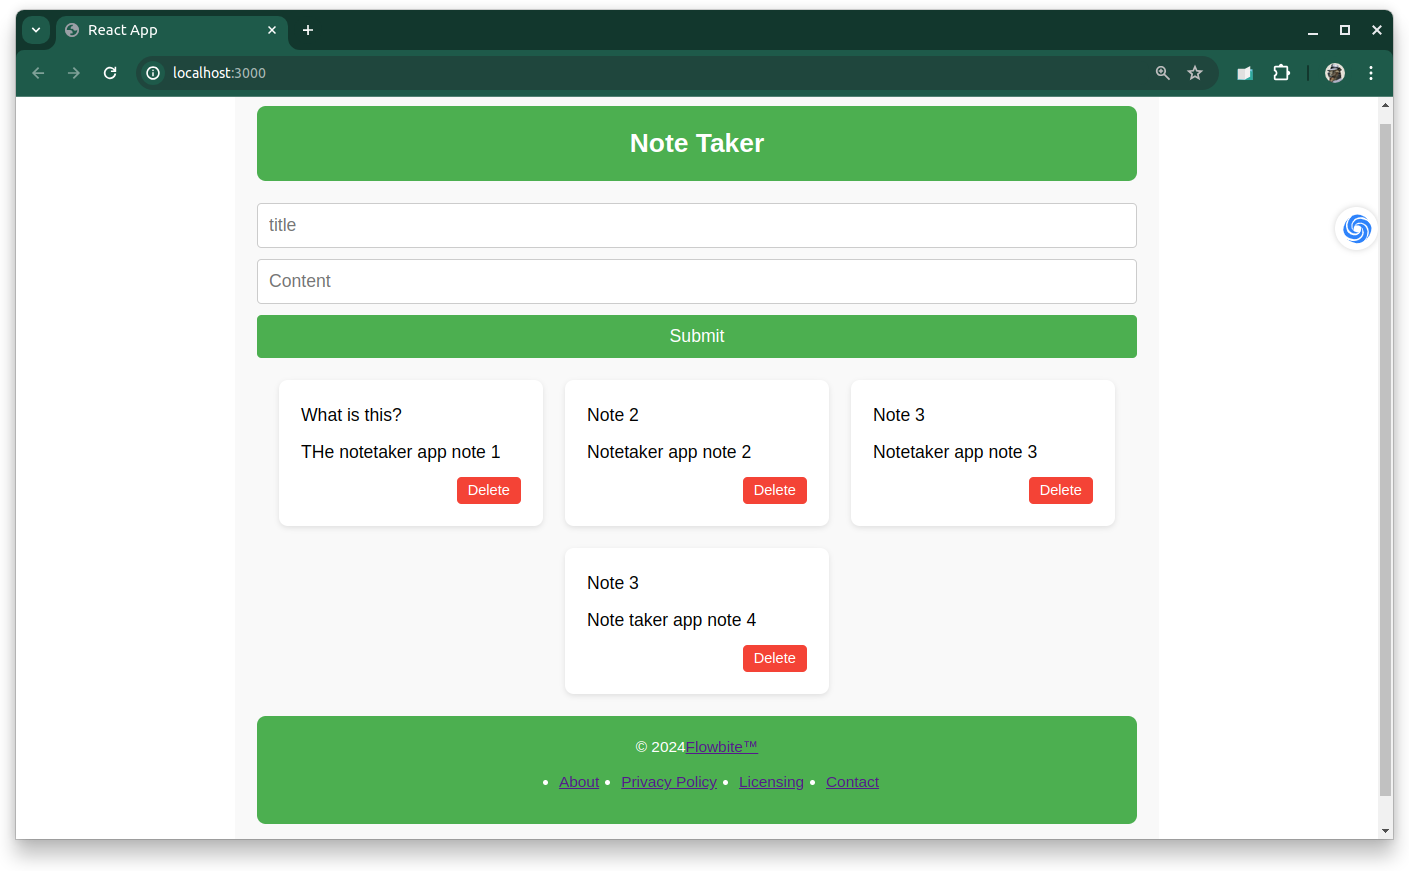 React App
localhost:3000
Note Taker
title
Content
Submit
What is this?
THe notetaker app note 1
Delete
Note 2
Notetaker app note 2
Delete
Note 3
Notetaker app note 3
Delete
Note 3
Note taker app note 4
Delete
© 2024Flowbite™
• About • Privacy Policy • Licensing • Contact